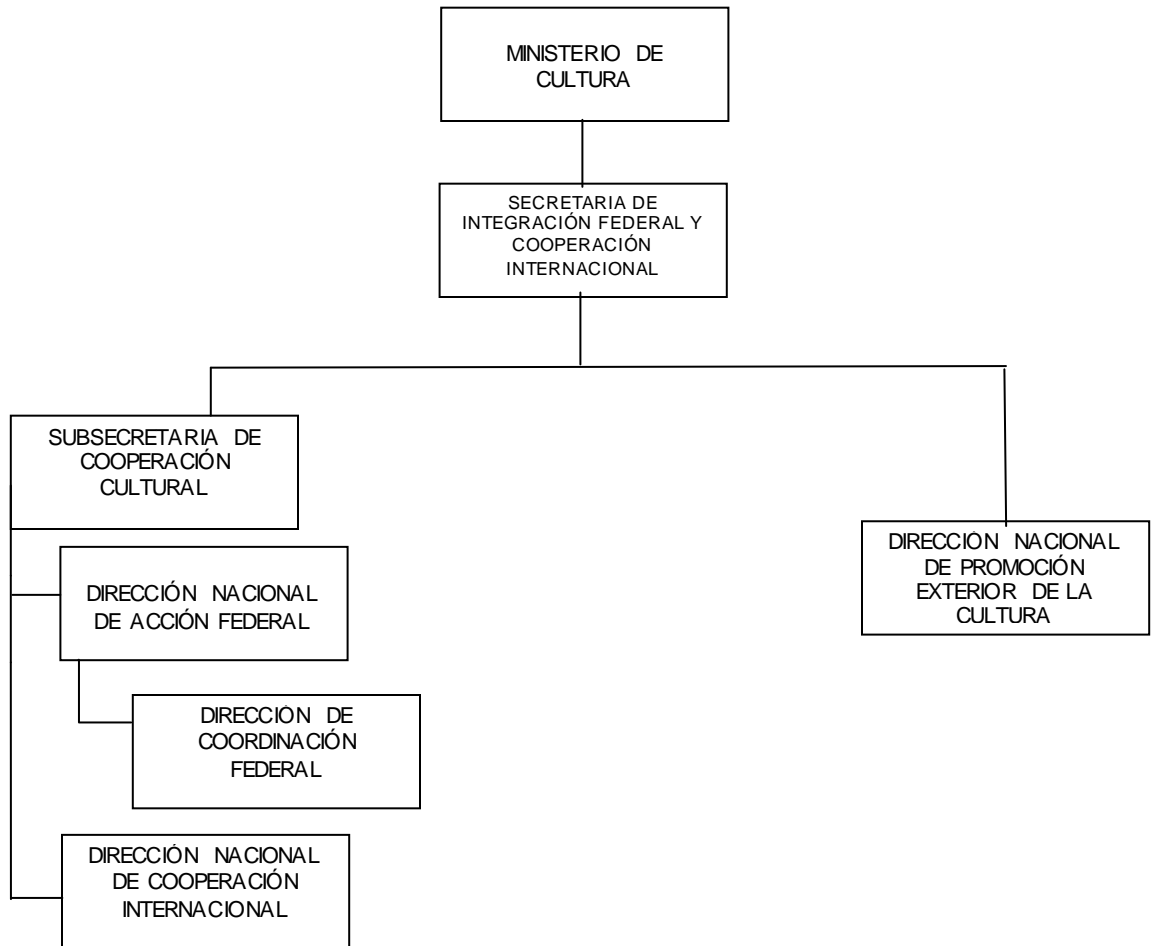 MINISTERIO DE
CULTURA
SECRETARIA DE
INTEGRACIÓN FEDERAL Y
COOPERACIÓN
INTERNACIONAL
SUBSECRETARIA DE
COOPERACIÓN
CULTURAL
DIRECCIÓN NACIONAL
DE PROMOCIÓN
EXTERIOR DE LA
CULTURA
DIRECCIÓN NACIONAL
DE ACCIÓN FEDERAL
DIRECCIÓN DE
COORDINACIÓN
FEDERAL
DIRECCIÓN NACIONAL
DE COOPERACIÓN
INTERNACIONAL